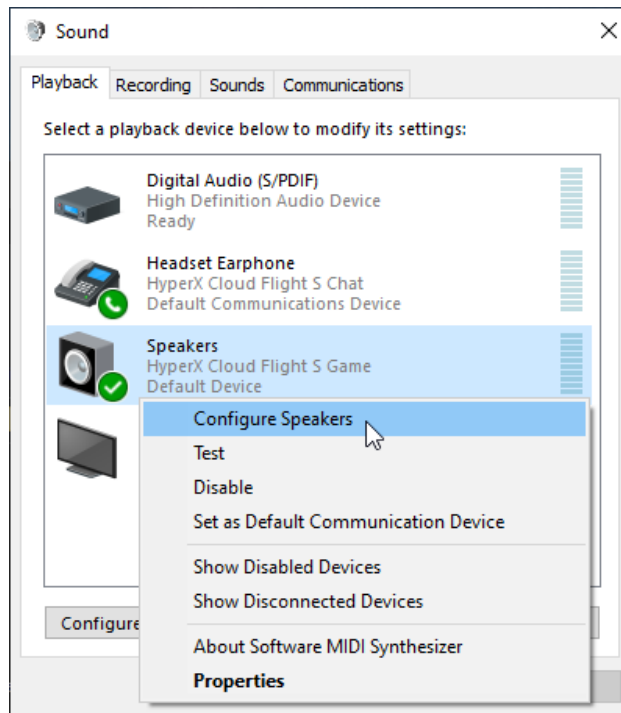 Sound
Playback Recording Sounds Communications
Select a playback device below to modify its settings:
Digital Audio (S/PDIF)
High Definition Audio Device
Ready
Headset Earphone
HyperX Cloud Flight S Chat
Default Communications Device
Speakers
HyperX Cloud Flight S Game
Default Device
Configure Speakers
Test
Disable
Set as Default Communication Device
Show Disabled Devices
Show Disconnected Devices
Configure
About Software MIDI Synthesizer
Properties